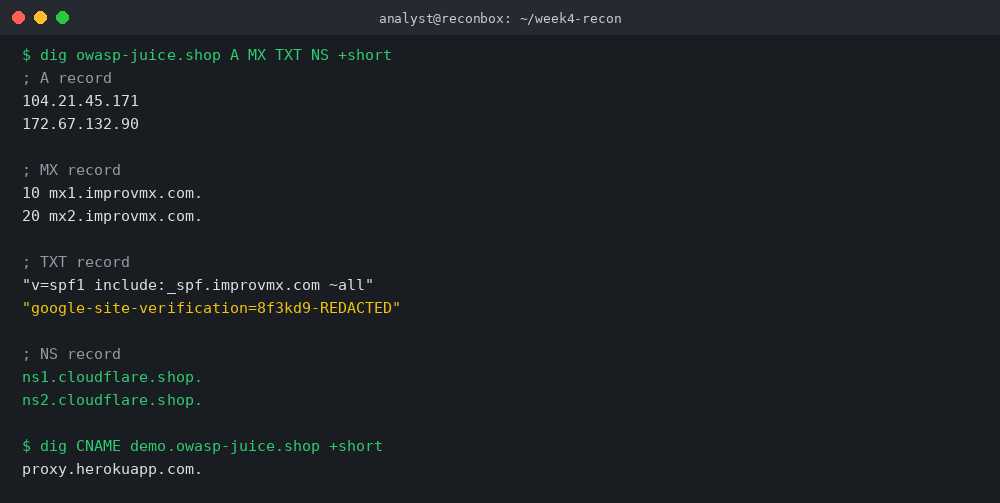 analyst@reconbox: ~/week4-recon
$ dig owasp-juice.shop A MX TXT NS +short
; A record
104.21.45.171
172.67.132.90
; MX record
10 mx1.improvmx.com.
20 mx2.improvmx.com.
; TXT record
"v=spf1 include:_spf.improvmx.com ~all"
"google-site-verification=8f3kd9-REDACTED"
; NS record
ns1.cloudflare.shop.
ns2.cloudflare.shop.
$ dig CNAME demo.owasp-juice.shop +short
proxy.herokuapp.com.